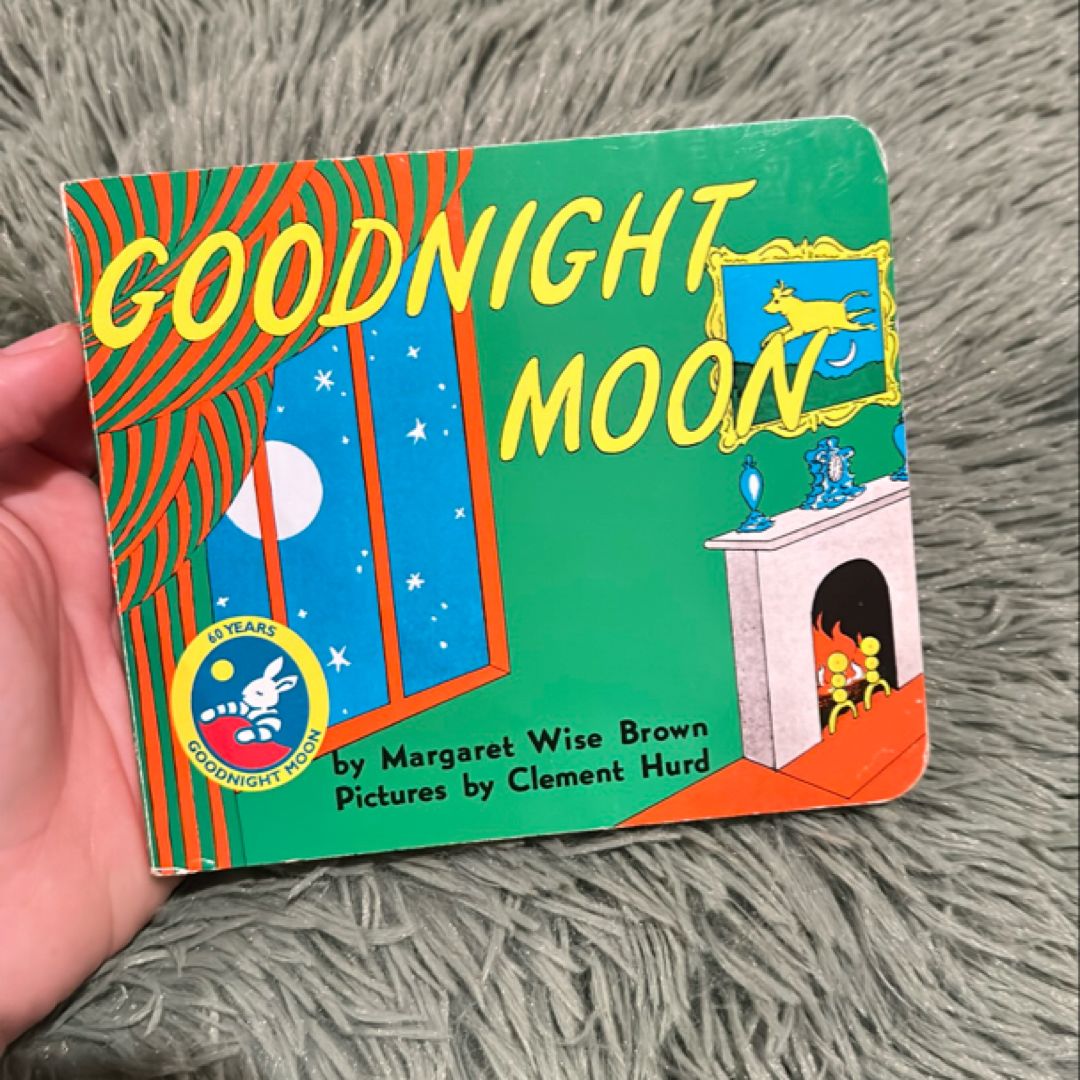 GOODNIGHT
MOON
60 YEARS
GOODNIGHT MOON
by Margaret Wise Brown
Pictures by Clement Hurd